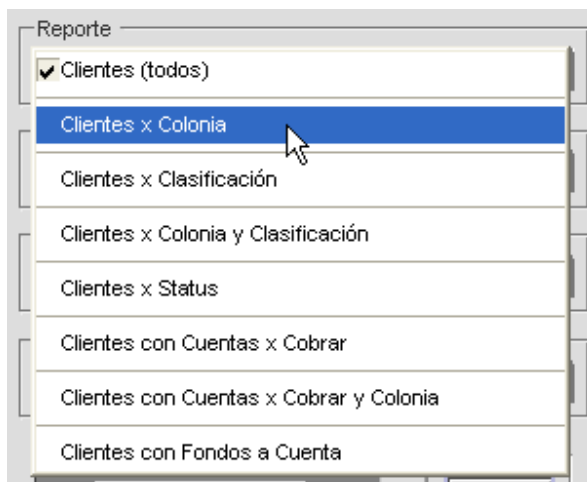 Reporte
Clientes (todos)
Clientes x Colonia
Clientes x Clasificación
Clientes x Colonia y Clasificación
Clientes x Status
Clientes con Cuentas x Cobrar
Clientes con Cuentas x Cobrar y Colonia
Clientes con Fondos a Cuenta